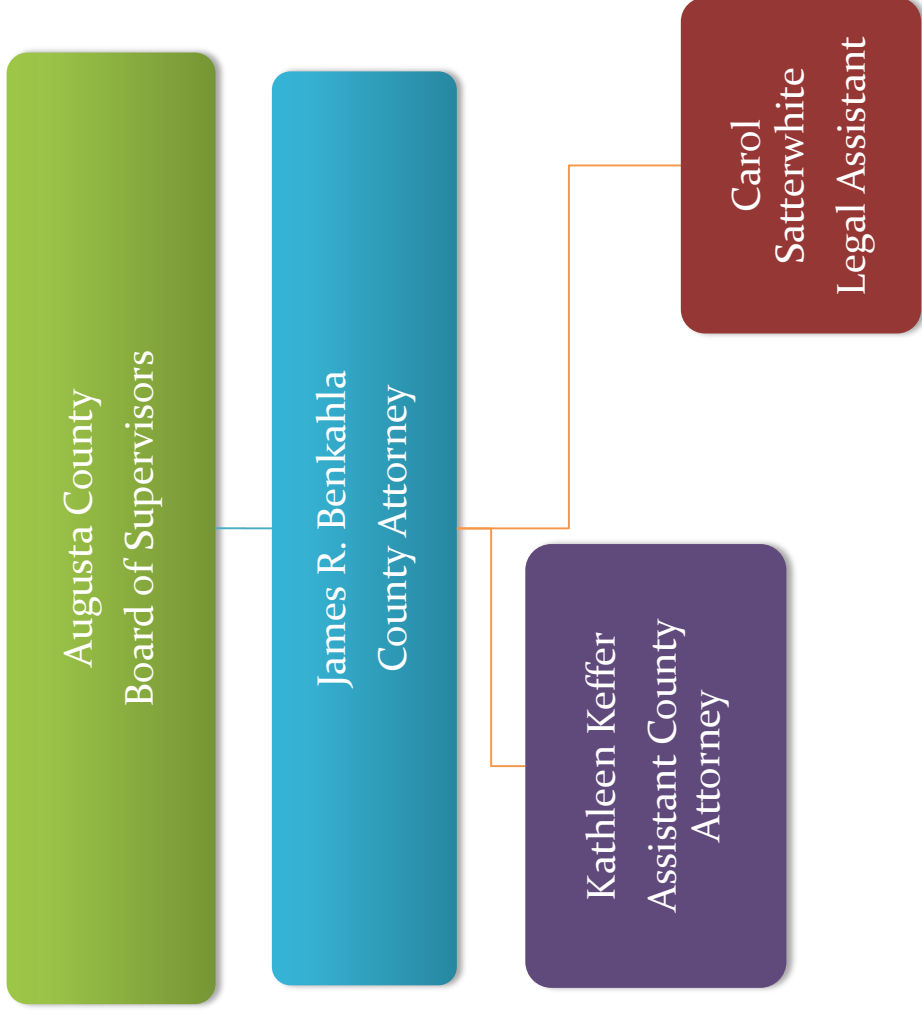 Augusta County
Board of Supervisors
James R. Benkahla
County Attorney
Kathleen Keffer
Assistant County
Attorney
Carol
Satterwhite
Legal Assistant